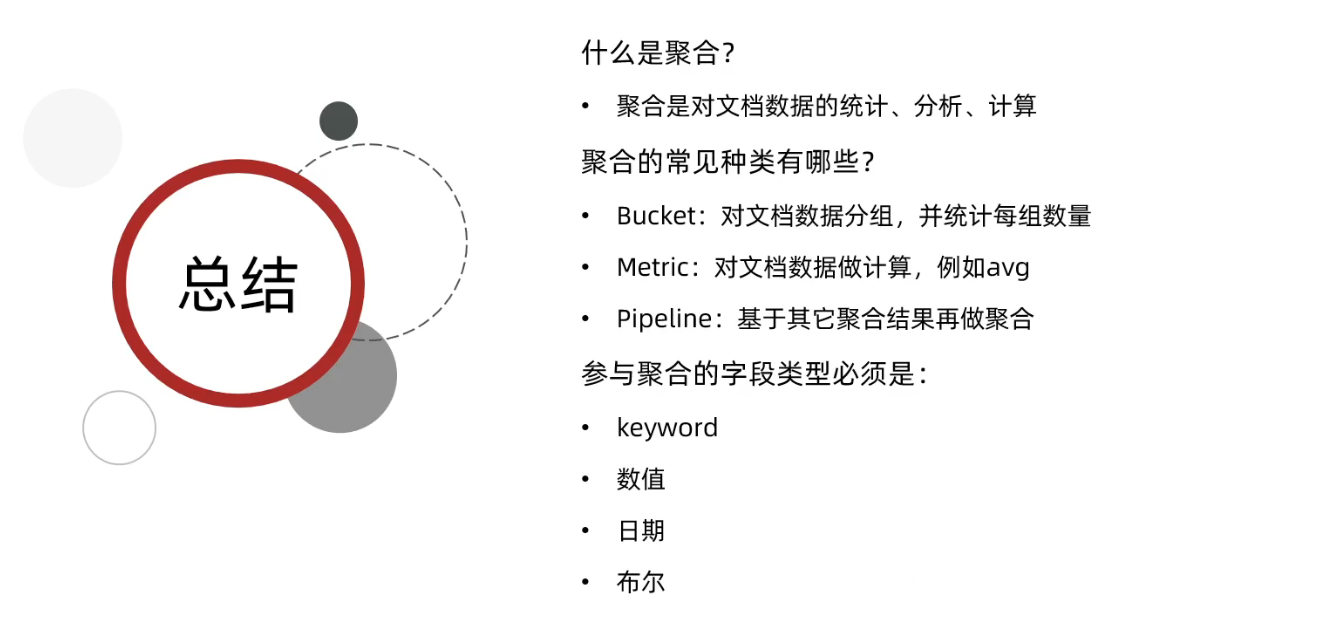 总结
什么是聚合？
• 聚合是对文档数据的统计、分析、计算
聚合的常见种类有哪些？
• Bucket：对文档数据分组，并统计每组数量
• Metric：对文档数据做计算，例如avg
• Pipeline：基于其它聚合结果再做聚合
参与聚合的字段类型必须是：
• keyword
• 数值
• 日期
• 布尔